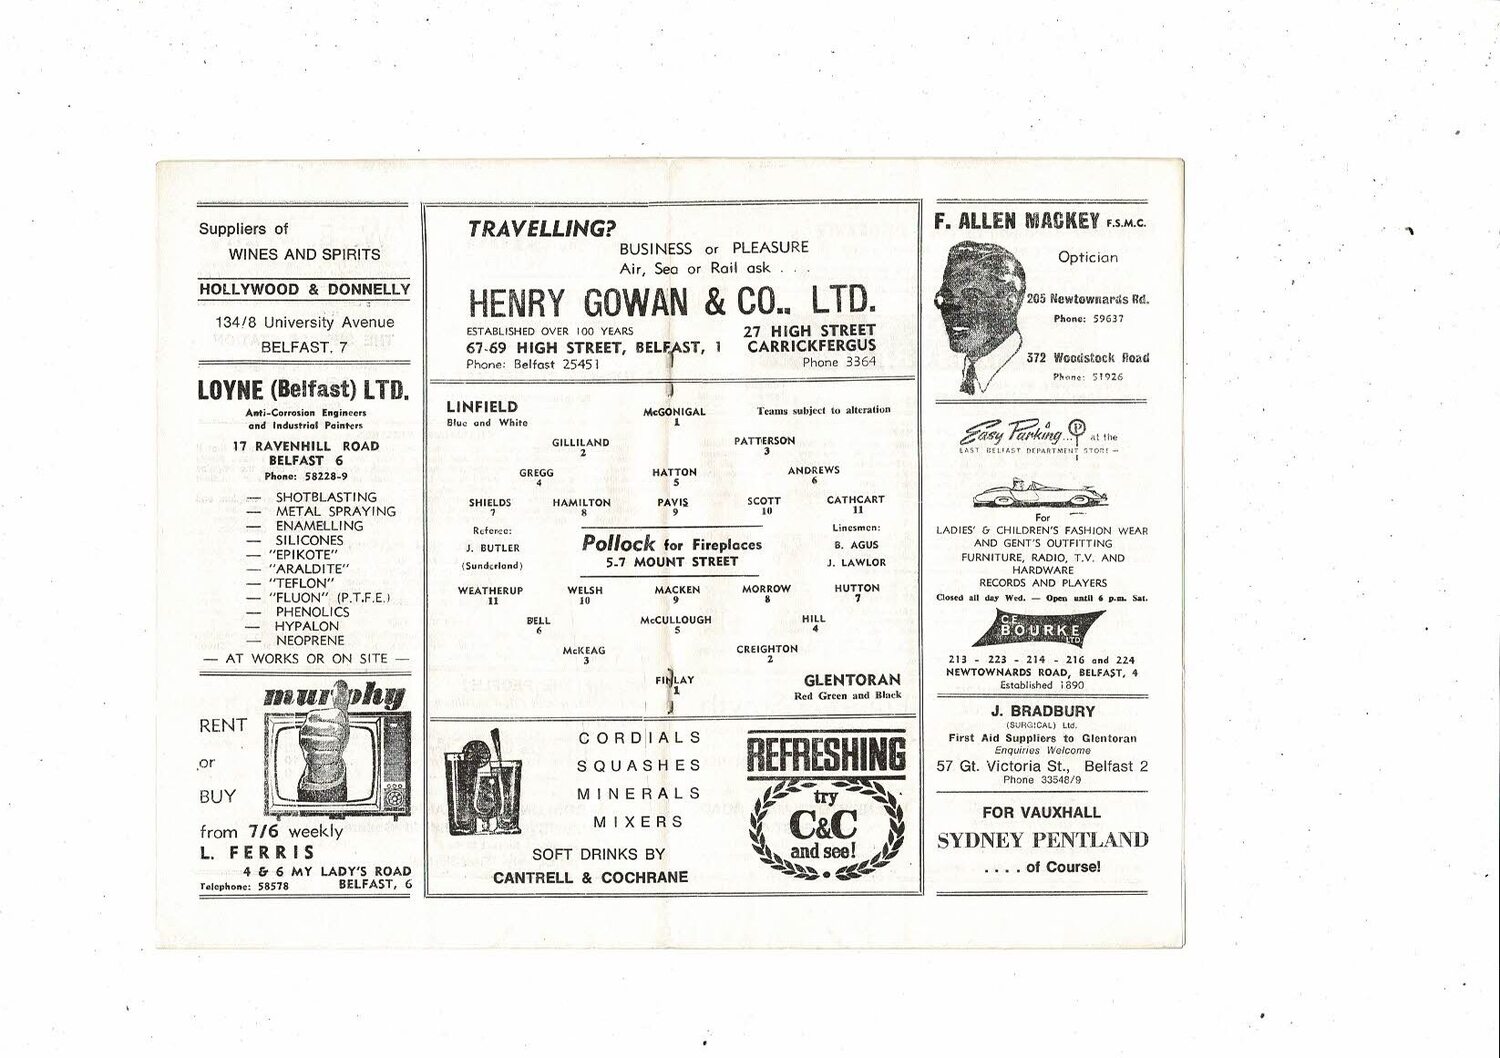 Suppliers of
WINES AND SPIRITS
HOLLYWOOD & DONNELLY
134/8 University Avenue
BELFAST. 7
LOYNE (Belfast) LTD.
Anti-Corrosion Engineers
and Industrial Painters
17 RAVENHILL ROAD
BELFAST 6
Phone: 58228-9
— SHOTBLASTING
— METAL SPRAYING
— ENAMELLING
— SILICONES
— "EPIKOTE"
— "ARALDITE"
— "TEFLON"
— "FLUON" (P.T.F.E.)
— PHENOLICS
— HYPALON
— NEOPRENE
— AT WORKS OR ON SITE —
murphy
RENT
or
BUY
from 7/6 weekly
L. FERRIS
4 & 6 MY LADY'S ROAD
Telephone: 58578 BELFAST, 6
TRAVELLING?
BUSINESS or PLEASURE
Air, Sea or Rail ask . . .
HENRY GOWAN & CO., LTD.
ESTABLISHED OVER 100 YEARS
67-69 HIGH STREET, BELFAST, 1
Phone: Belfast 25451
27 HIGH STREET
CARRICKFERGUS
Phone 3364
LINFIELD
Blue and White
McGONIGAL
1
Teams subject to alteration
GILLILAND PATTERSON
2 3
GREGG HATTON ANDREWS
4 5 6
SHIELDS HAMILTON PAVIS SCOTT CATHCART
7 8 9 10 11
Referee:
J. BUTLER
(Sunderland)
Pollock for Fireplaces
5-7 MOUNT STREET
Linesmen:
B. AGUS
J. LAWLOR
WEATHERUP WELSH MACKEN MORROW HUTTON
11 10 9 8 7
BELL McCULLOUGH HILL
6 5 4
McKEAG CREIGHTON
3 2
FINLAY
1
GLENTORAN
Red Green and Black
CORDIALS
SQUASHES
MINERALS
MIXERS
SOFT DRINKS BY
CANTRELL & COCHRANE
REFRESHING
try
C&C
and see!
F. ALLEN MACKEY F.S.M.C.
Optician
205 Newtownards Rd.
Phone: 59637
372 Woodstock Road
Phone: 51926
Easy Parking... P at the
EAST BELFAST DEPARTMENT STORE —
For
LADIES' & CHILDREN'S FASHION WEAR
AND GENT'S OUTFITTING
FURNITURE, RADIO, T.V. AND
HARDWARE
RECORDS AND PLAYERS
Closed all day Wed. — Open until 6 p.m. Sat.
C.E.
BOURKE
LTD.
213 - 223 - 214 - 216 and 224
NEWTOWNARDS ROAD, BELFAST, 4
Established 1890
J. BRADBURY
(SURGICAL) Ltd.
First Aid Suppliers to Glentoran
Enquiries Welcome
57 Gt. Victoria St., Belfast 2
Phone 33548/9
FOR VAUXHALL
SYDNEY PENTLAND
. . . . of Course!